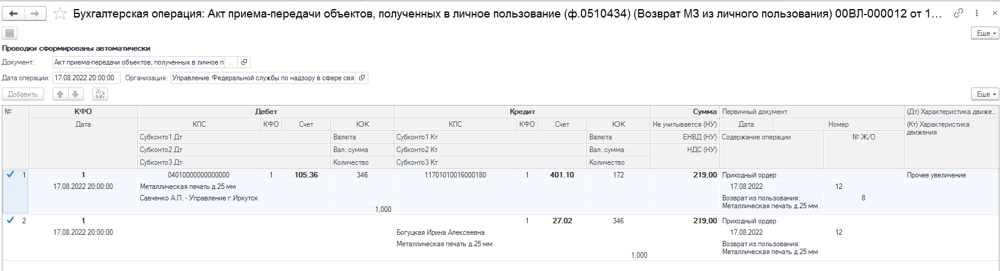 Бухгалтерская операция: Акт приема-передачи объектов, полученных в личное пользование (ф.0510434) (Возврат МЗ из личного пользования) 00ВЛ-000012 от 1...
Еще
Проводки сформированы автоматически
Документ: Акт приема-передачи объектов, полученных в личное п ...
Дата операции: 17.08.2022 20:00:00 Организация: Управление Федеральной службы по надзору в сфере свя
Добавить Дт Кт Еще
№ КФО Дебет Кредит Сумма Первичный документ (Дт) Характеристика движе...
Дата КПС КФО Счет КЭК КПС КФО Счет КЭК Не учитывается (НУ) Дата Номер (Кт) Характеристика
движения
Субконто1 Дт Валюта Субконто1 Кт Валюта ЕНВД (НУ) Содержание операции № Ж/О
Субконто2 Дт Вал. сумма Субконто2 Кт Вал. сумма НДС (НУ)
Субконто3 Дт Количество Субконто3 Кт Количество
1 1 04010000000000000 1 105.36 346 11701010016000180 1 401.10 172 219,00 Приходный ордер Прочее увеличение
17.08.2022 20:00:00 Металлическая печать д.25 мм 17.08.2022 12
Савченко А.Л. - Управление г.Иркутск Возврат из пользования: 8
Металлическая печать д.25 мм
1,000
2 1 1 27.02 346 219,00 Приходный ордер
17.08.2022 20:00:00 Богуцкая Ирина Алексеевна 17.08.2022 12
Металлическая печать д.25 мм Возврат из пользования:
Металлическая печать д.25 мм
1,000